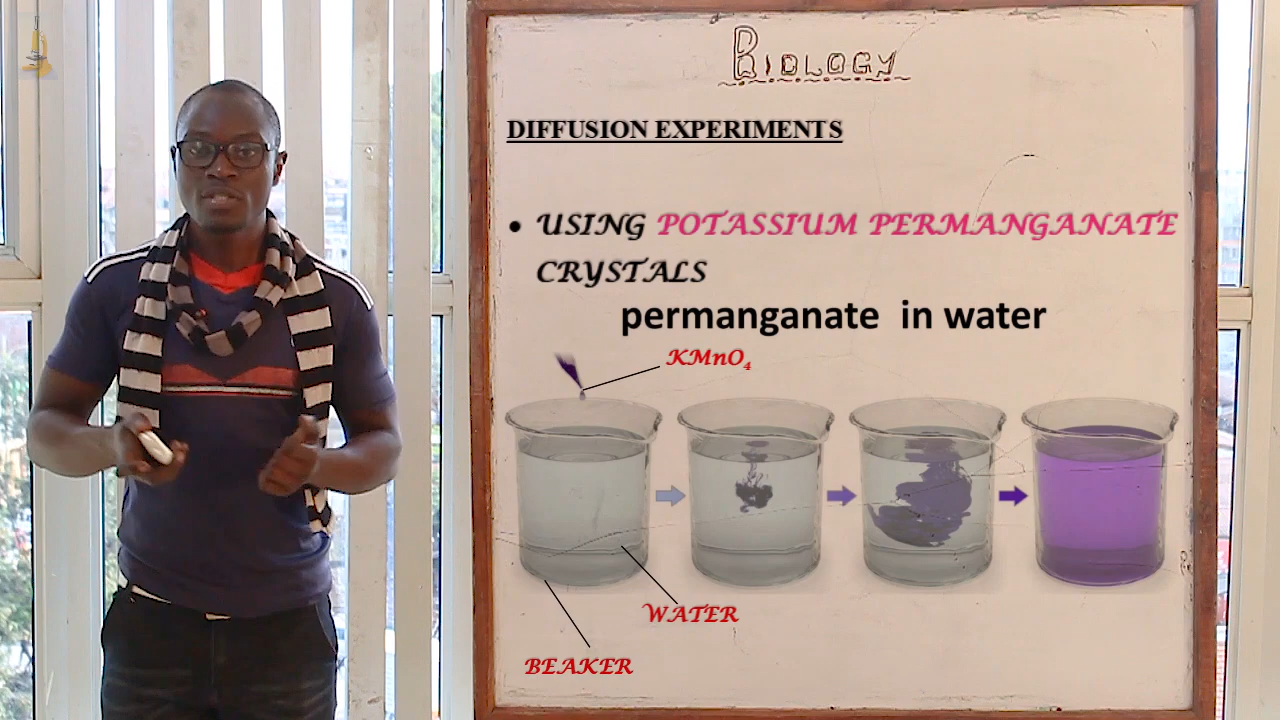 BIOLOGY
DIFFUSION EXPERIMENTS
• USING POTASSIUM PERMANGANATE
CRYSTALS
permanganate in water
KMnO₄
WATER
BEAKER